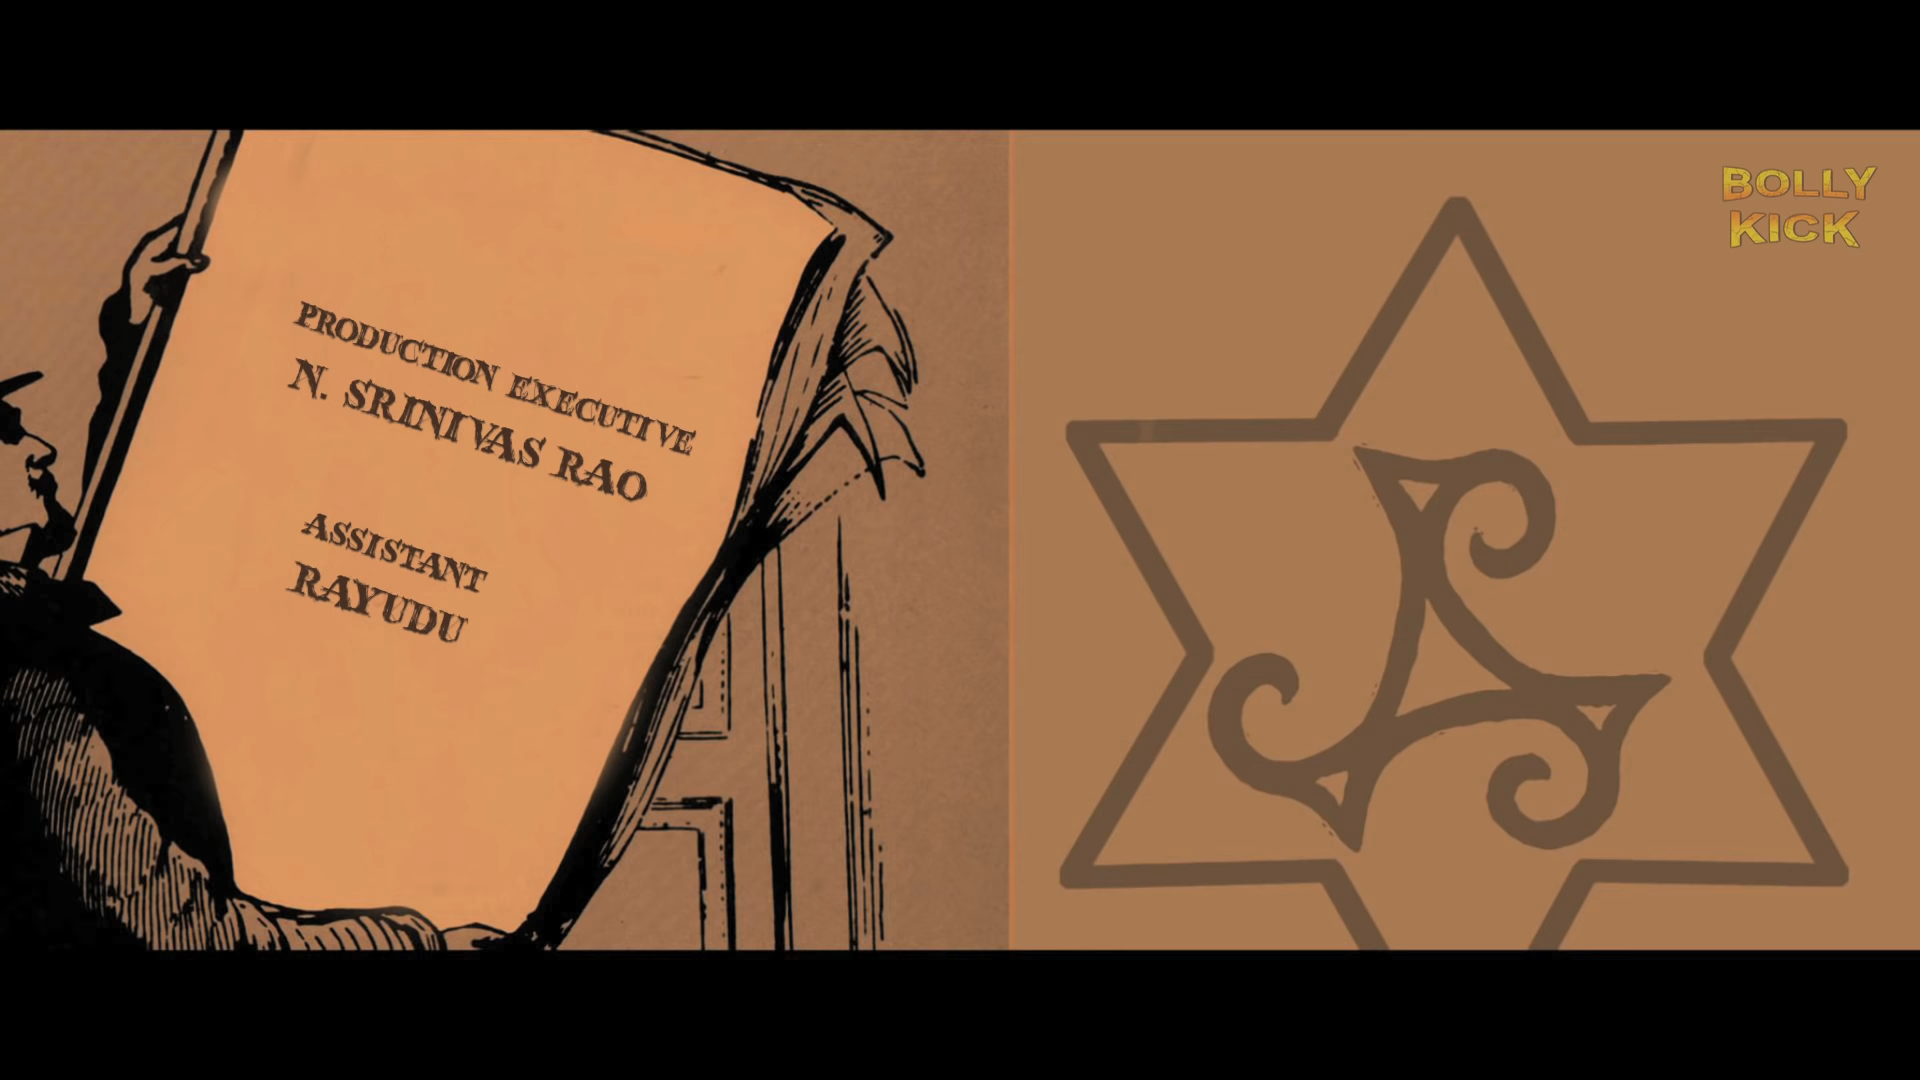 PRODUCTION EXECUTIVE
N. SRINIVAS RAO
ASSISTANT
RAYUDU
BOLLY
KICK